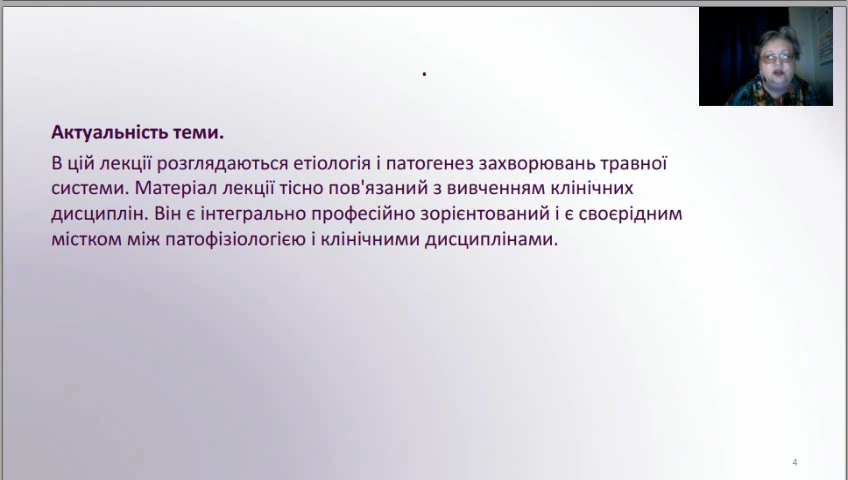 .
Актуальність теми.
В цій лекції розглядаються етіологія і патогенез захворювань травної
системи. Матеріал лекції тісно пов'язаний з вивченням клінічних
дисциплін. Він є інтегрально професійно зорієнтований і є своєрідним
містком між патофізіологією і клінічними дисциплінами.
4